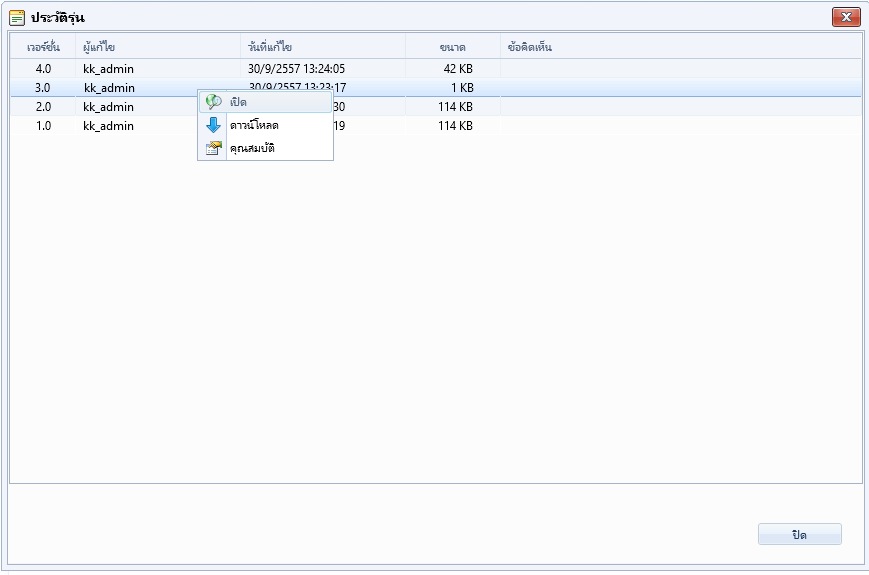 ประวัติรุ่น
เวอร์ชั่น ผู้แก้ไข วันที่แก้ไข ขนาด ข้อคิดเห็น
4.0 kk_admin 30/9/2557 13:24:05 42 KB
3.0 kk_admin 30/9/2557 13:23:17 1 KB
เปิด
2.0 kk_admin 30 114 KB
ดาวน์โหลด
1.0 kk_admin 19 114 KB
คุณสมบัติ
ปิด